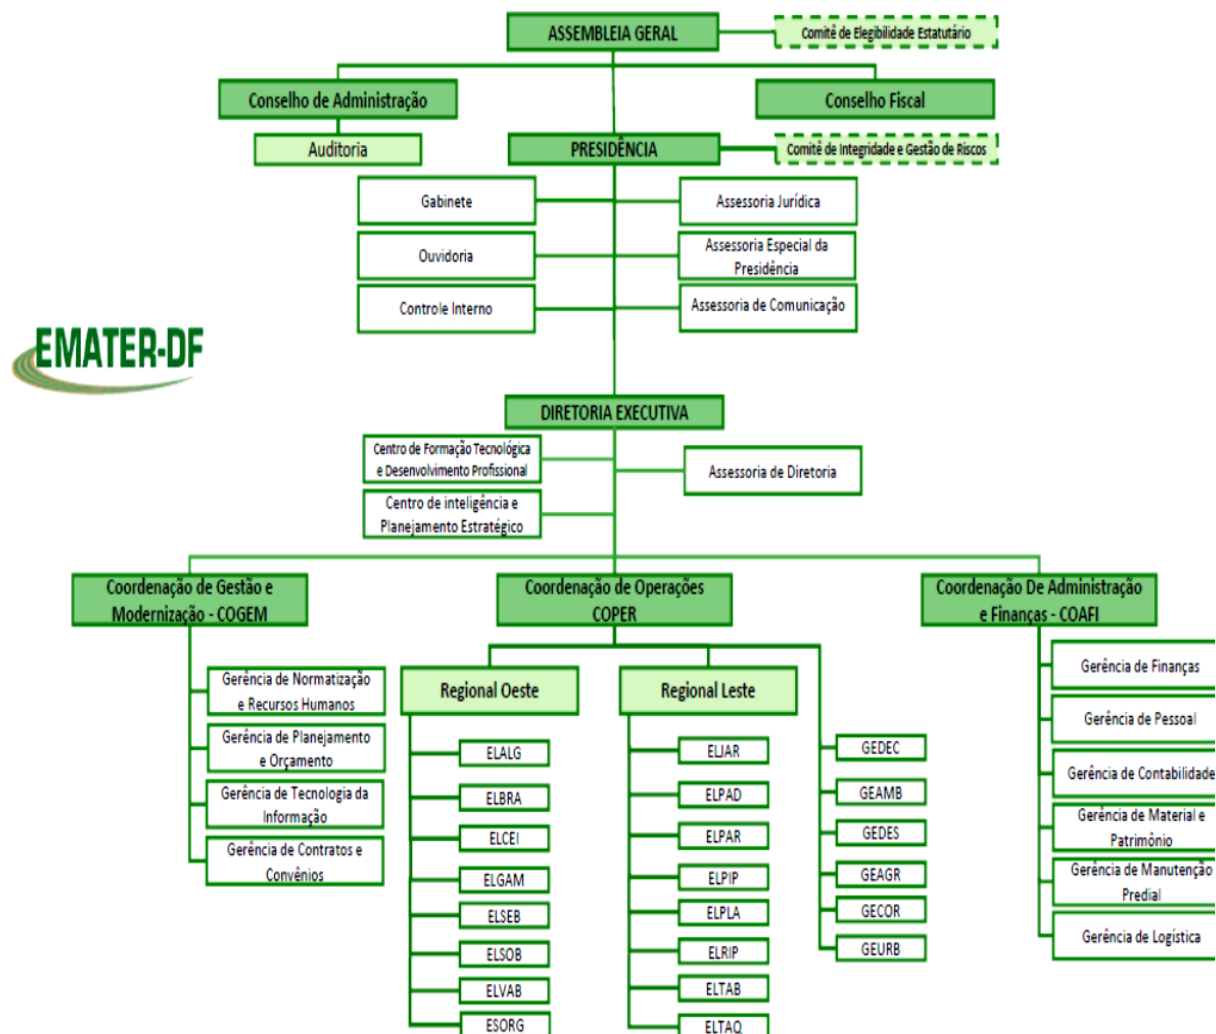 ASSEMBLEIA GERAL
Comitê de Elegibilidade Estatutário
Conselho de Administração
Conselho Fiscal
Auditoria
PRESIDÊNCIA
Comitê de Integridade e Gestão de Riscos
Gabinete
Assessoria Jurídica
Ouvidoria
Assessoria Especial da
Presidência
Controle Interno
Assessoria de Comunicação
EMATER-DF
DIRETORIA EXECUTIVA
Centro de Formação Tecnológica
e Desenvolvimento Profissional
Assessoria de Diretoria
Centro de inteligência e
Planejamento Estratégico
Coordenação de Gestão e
Modernização - COGEM
Gerência de Normatização
e Recursos Humanos
Gerência de Planejamento
e Orçamento
Gerência de Tecnologia da
Informação
Gerência de Contratos e
Convênios
Coordenação de Operações
COPER
Regional Oeste
ELALG
ELBRA
ELCEI
ELGAM
ELSEB
ELSOB
ELVAB
ESORG
Regional Leste
ELJAR
ELPAD
ELPAR
ELPIP
ELPLA
ELRIP
ELTAB
ELTAQ
GEDEC
GEAMB
GEDES
GEAGR
GECOR
GEURB
Coordenação De Administração
e Finanças - COAFI
Gerência de Finanças
Gerência de Pessoal
Gerência de Contabilidade
Gerência de Material e
Patrimônio
Gerência de Manutenção
Predial
Gerência de Logística